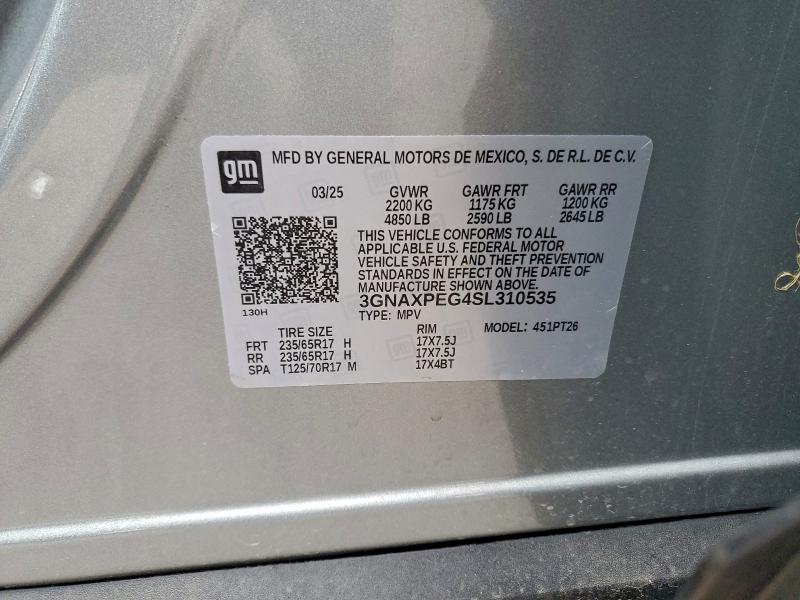 gm MFD BY GENERAL MOTORS DE MEXICO, S. DE R.L. DE C.V.
03/25 GVWR GAWR FRT GAWR RR
2200 KG 1175 KG 1200 KG
4850 LB 2590 LB 2645 LB
THIS VEHICLE CONFORMS TO ALL
APPLICABLE U.S. FEDERAL MOTOR
VEHICLE SAFETY AND THEFT PREVENTION
STANDARDS IN EFFECT ON THE DATE OF
MANUFACTURE SHOWN ABOVE.
3GNAXPEG4SL310535
130H
TYPE: MPV
TIRE SIZE RIM MODEL: 451PT26
FRT 235/65R17 H 17X7.5J
RR 235/65R17 H 17X7.5J
SPA T125/70R17 M 17X4BT